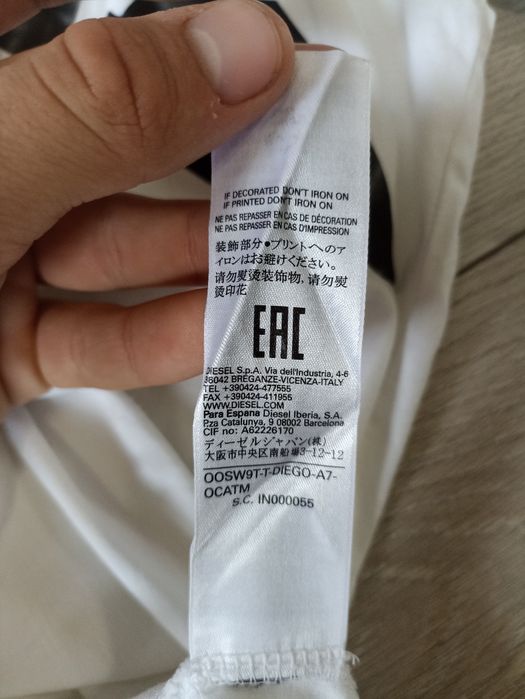 IF DECORATED DON'T IRON ON
IF PRINTED DON'T IRON ON
NE PAS REPASSER EN CAS DE DÉCORATION
NE PAS REPASSER EN CAS D'IMPRESSION
装飾部分●プリントへのア
イロンはお避けください。
请勿熨烫装饰物, 请勿熨
烫印花
EAC
DIESEL S.p.A. Via dell'Industria, 4-6
36042 BREGANZE-VICENZA-ITALY
TEL +390424-477555
FAX +390424-411955
WWW.DIESEL.COM
Para Espana Diesel Iberia, S.A.
P.za Catalunya, 9 08002 Barcelona
CIF no: A62226170
ディーゼルジャパン(株)
大阪市中央区南船場3-12-12
OOSW9T-T-DIEGO-A7-
OCATM
S.C. IN000055